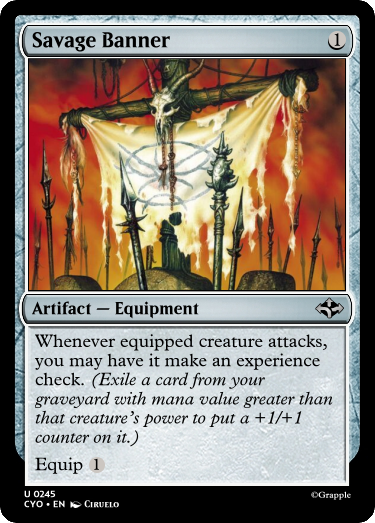 Savage Banner 1
Artifact — Equipment
Whenever equipped creature attacks,
you may have it make an experience
check. (Exile a card from your
graveyard with mana value greater than
that creature's power to put a +1/+1
counter on it.)
Equip 1
U 0245
CYO • EN Ciruelo
©Grapple